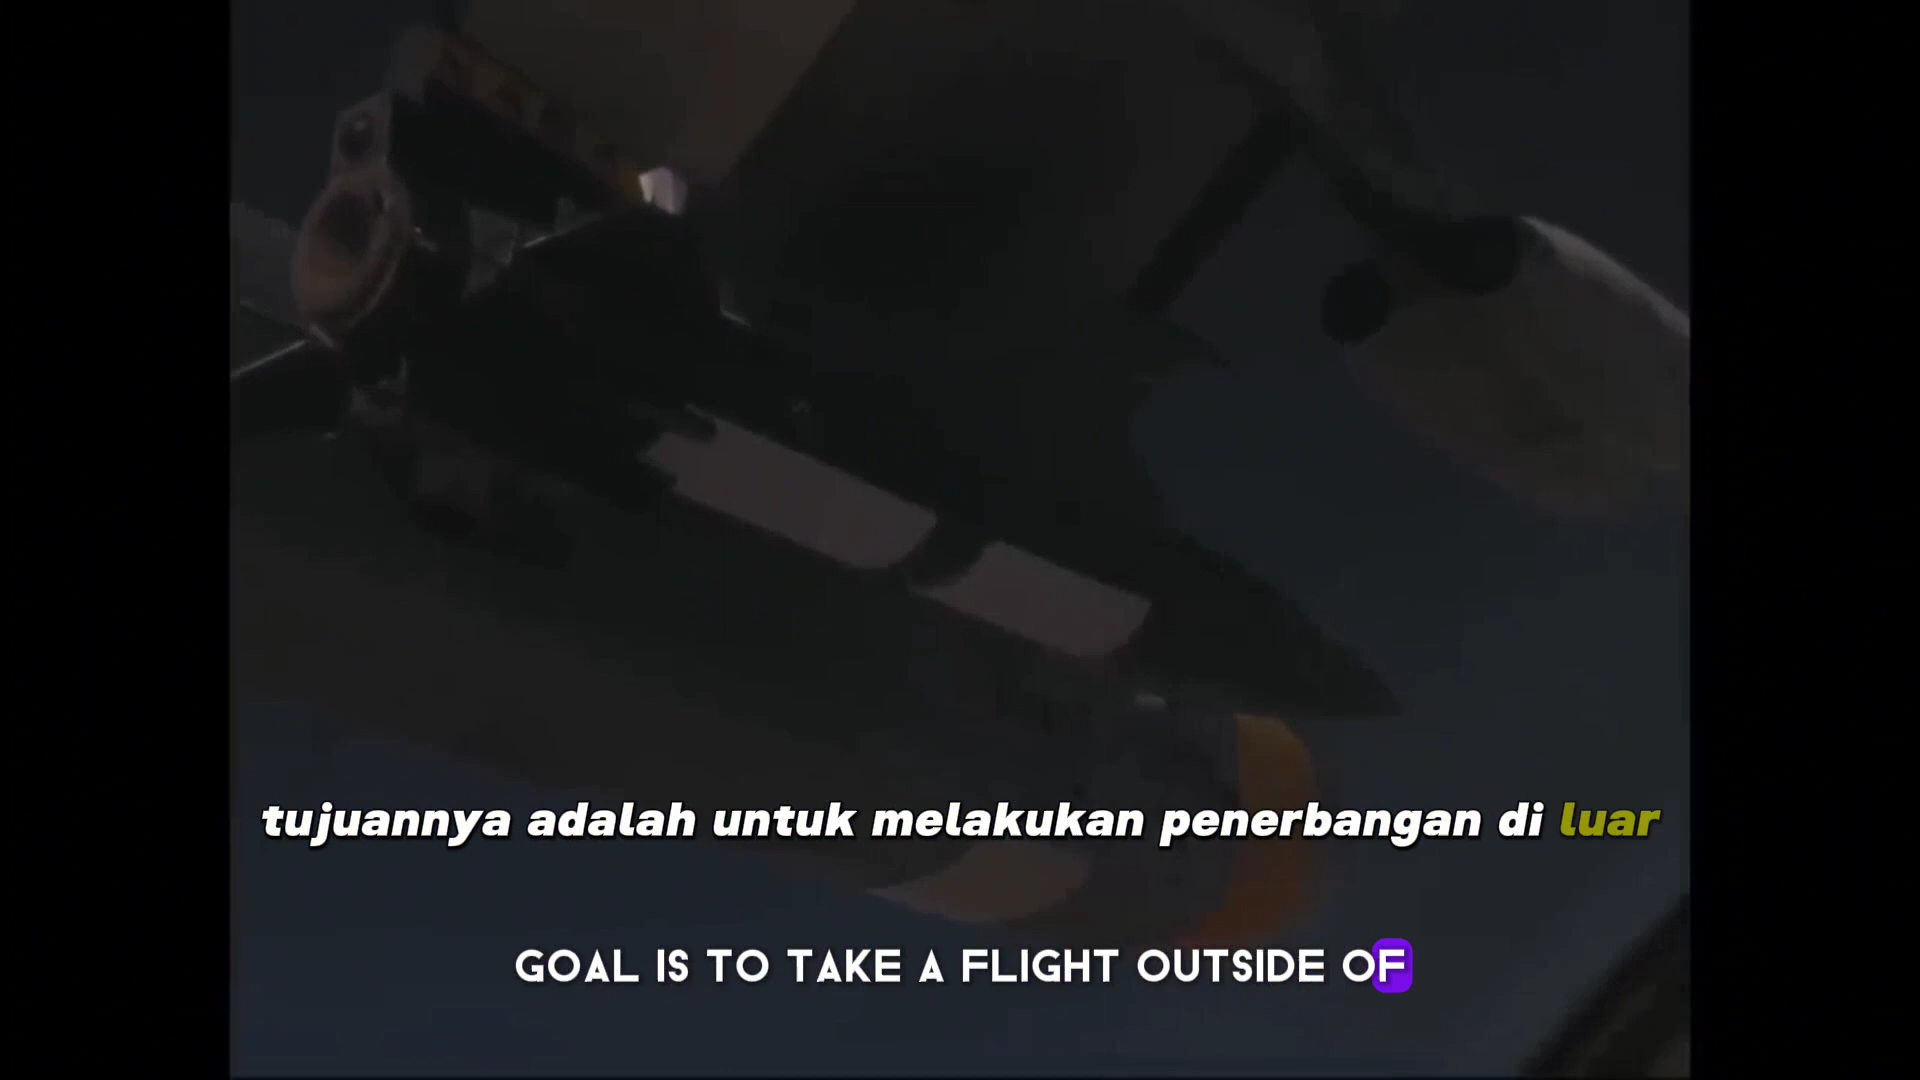 tujuannya adalah untuk melakukan penerbangan di luar
GOAL IS TO TAKE A FLIGHT OUTSIDE OF